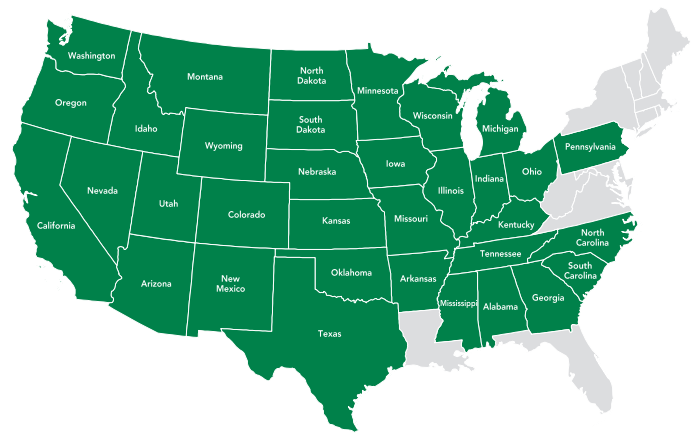 Washington
Montana
North
Dakota
Minnesota
Oregon
Idaho
Wisconsin
South
Dakota
Michigan
Wyoming
Pennsylvania
Iowa
Nebraska
Ohio
Indiana
Illinois
Nevada
Utah
Colorado
Kansas
Missouri
Kentucky
California
North
Carolina
Tennessee
South
Carolina
Oklahoma
Arkansas
Arizona
New
Mexico
Georgia
Mississippi
Alabama
Texas